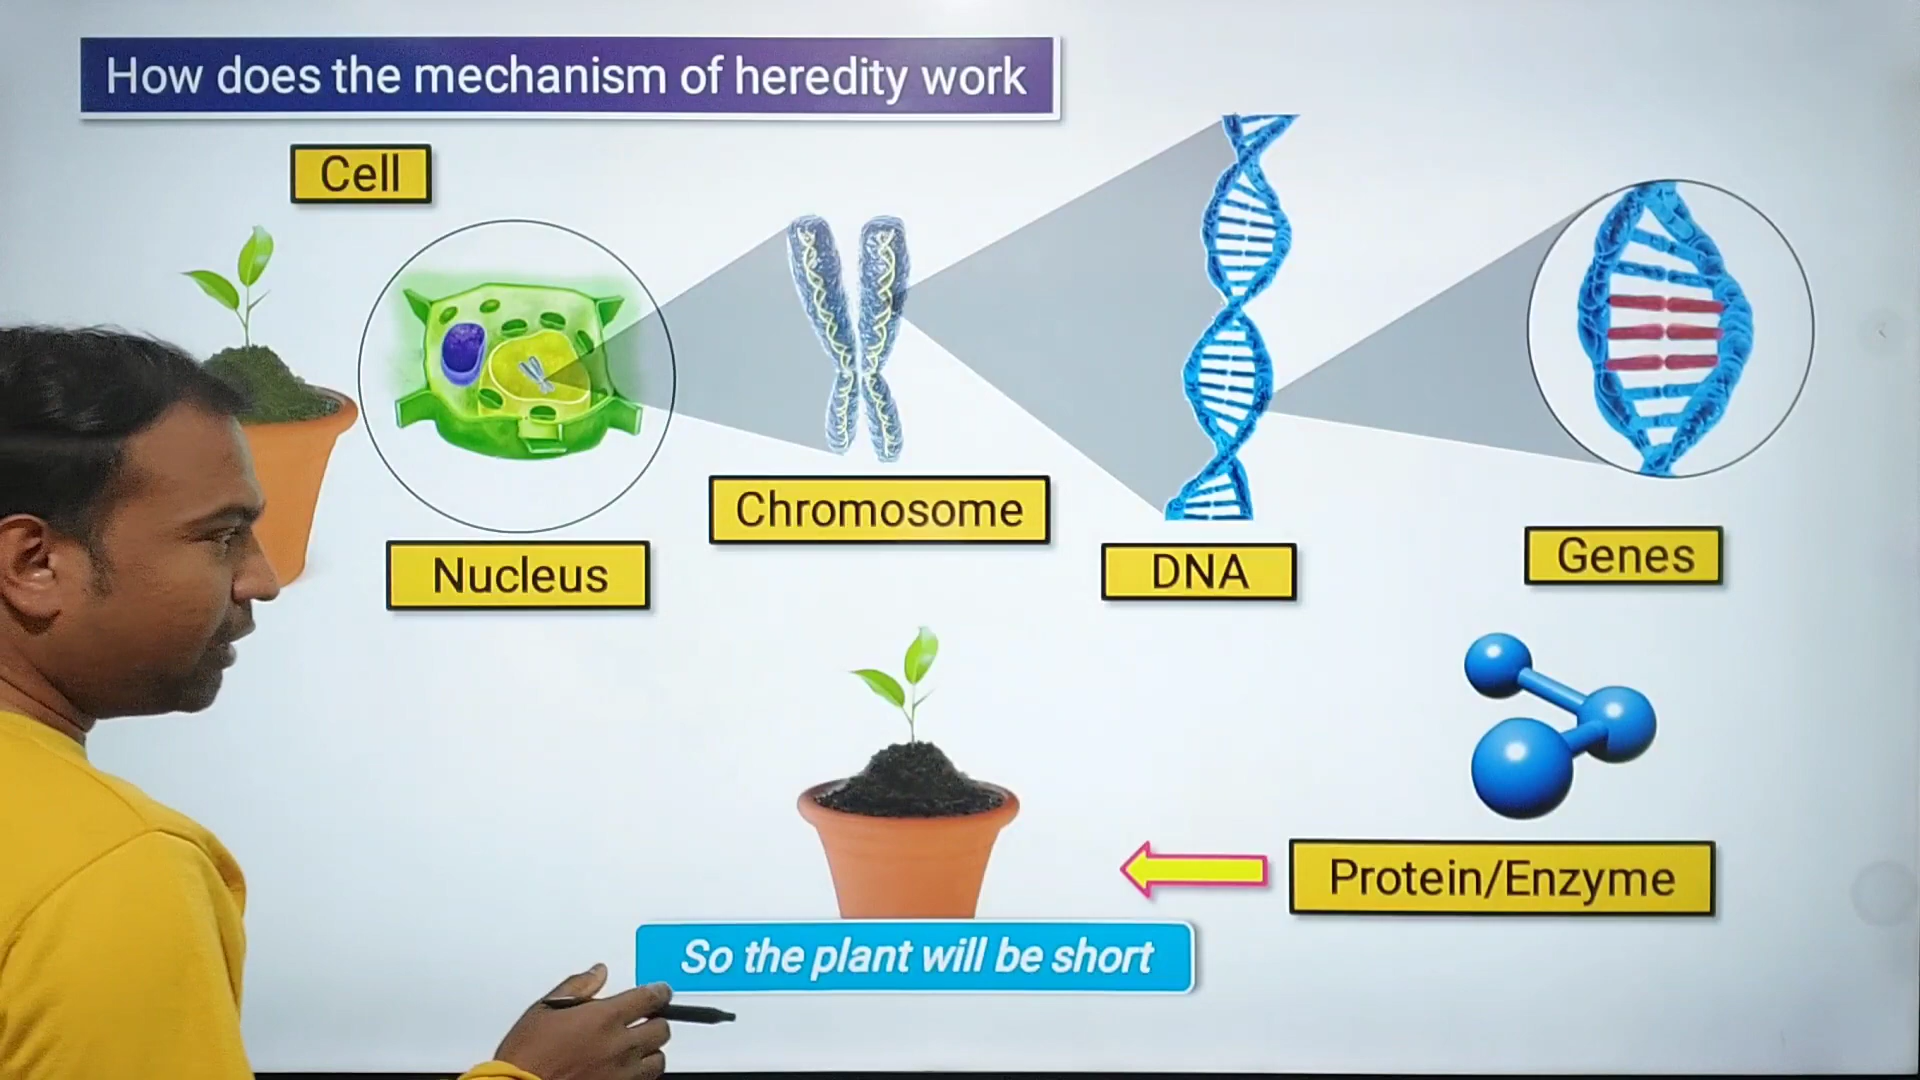 How does the mechanism of heredity work
Cell
Nucleus
Chromosome
DNA
Genes
Protein/Enzyme
So the plant will be short